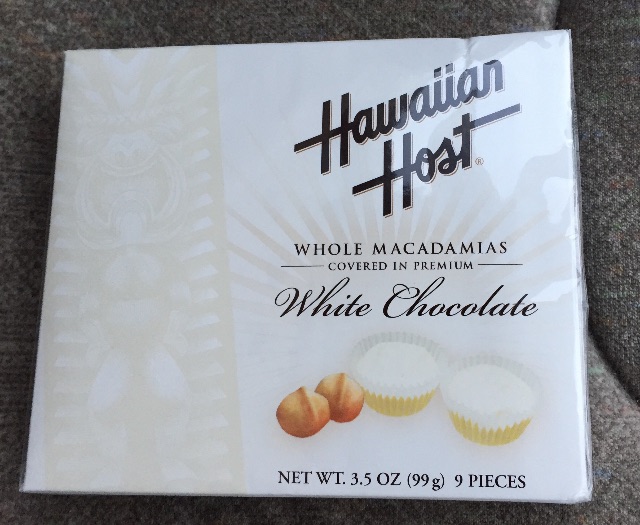 Hawaiian
Host®
WHOLE MACADAMIAS
COVERED IN PREMIUM
White Chocolate
NET WT. 3.5 OZ (99g) 9 PIECES